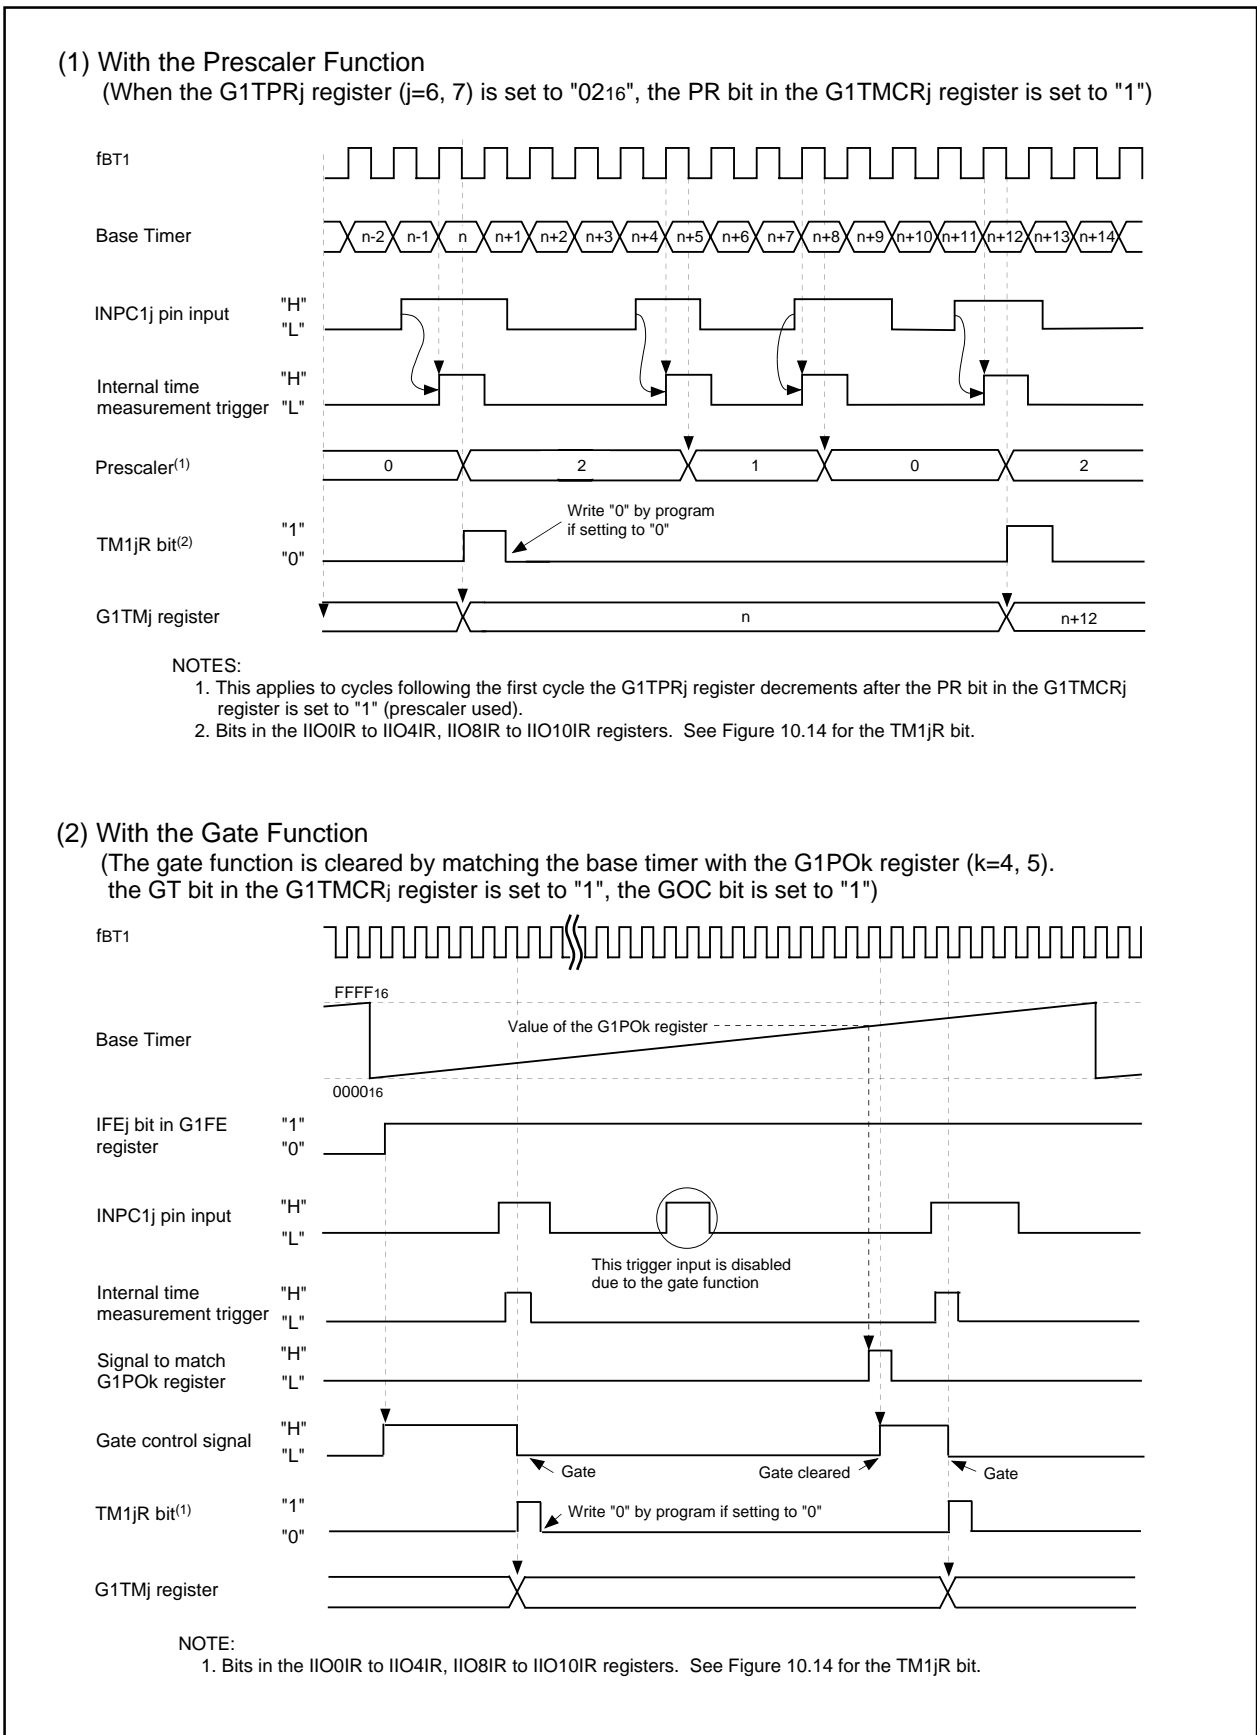 (1) With the Prescaler Function
(When the G1TPRj register (j=6, 7) is set to "0216", the PR bit in the G1TMCRj register is set to "1")
fBT1
Base Timer
n-2 n-1 n n+1 n+2 n+3 n+4 n+5 n+6 n+7 n+8 n+9 n+10 n+11 n+12 n+13 n+14
INPC1j pin input
"H"
"L"
Internal time
measurement trigger
"H"
"L"
Prescaler(1)
0 2 1 0 2
Write "0" by program
if setting to "0"
TM1jR bit(2)
"1"
"0"
G1TMj register
n n+12
NOTES:
1. This applies to cycles following the first cycle the G1TPRj register decrements after the PR bit in the G1TMCRj
register is set to "1" (prescaler used).
2. Bits in the IIO0IR to IIO4IR, IIO8IR to IIO10IR registers. See Figure 10.14 for the TM1jR bit.
(2) With the Gate Function
(The gate function is cleared by matching the base timer with the G1POk register (k=4, 5).
the GT bit in the G1TMCRj register is set to "1", the GOC bit is set to "1")
fBT1
FFFF16
Value of the G1POk register
Base Timer
000016
IFEj bit in G1FE
register
"1"
"0"
INPC1j pin input
"H"
"L"
This trigger input is disabled
due to the gate function
Internal time
measurement trigger
"H"
"L"
Signal to match
G1POk register
"H"
"L"
Gate control signal
"H"
"L"
Gate Gate cleared Gate
TM1jR bit(1)
"1"
"0"
Write "0" by program if setting to "0"
G1TMj register
NOTE:
1. Bits in the IIO0IR to IIO4IR, IIO8IR to IIO10IR registers. See Figure 10.14 for the TM1jR bit.